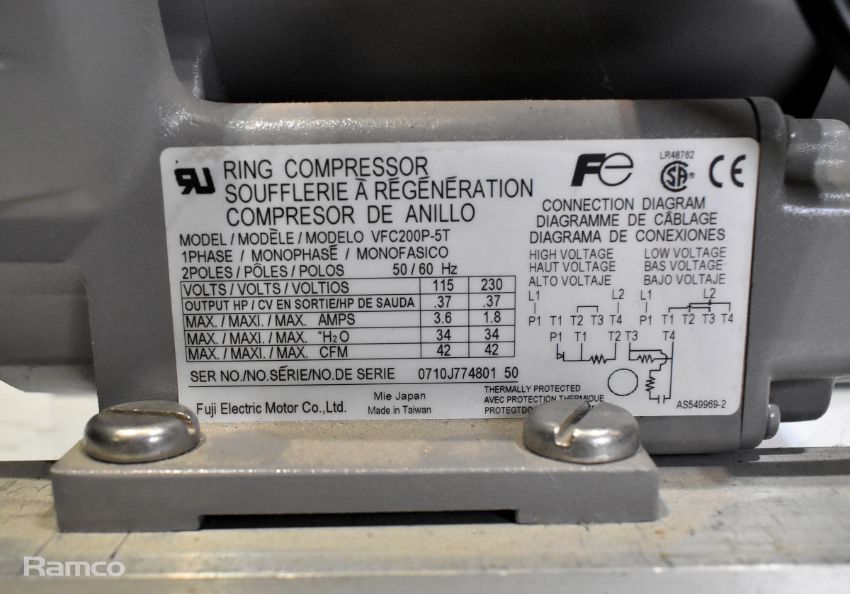 RU RING COMPRESSOR
SOUFFLERIE À RÉGÉNÉRATION
COMPRESOR DE ANILLO
MODEL / MODÈLE / MODELO VFC200P-5T
1PHASE / MONOPHASÉ / MONOFASICO
2POLES / PÔLES / POLOS 50 / 60 Hz
VOLTS / VOLTS / VOLTIOS 115 230
OUTPUT HP / CV EN SORTIE/HP DE SAUDA .37 .37
MAX. / MAXI. / MAX. AMPS 3.6 1.8
MAX. / MAXI. / MAX. "H₂O 34 34
MAX. / MAXI. / MAX. CFM 42 42
SER NO./NO.SÉRIE/NO.DE SERIE 0710J774801 50
Fuji Electric Motor Co., Ltd.
Mie Japan
Made in Taiwan
Fe
LR48762
SA
CE
CONNECTION DIAGRAM
DIAGRAMME DE CÂBLAGE
DIAGRAMA DE CONEXIONES
HIGH VOLTAGE LOW VOLTAGE
HAUT VOLTAGE BAS VOLTAGE
ALTO VOLTAJE BAJO VOLTAJE
L1 L2 L1 L2
P1 T1 T2 T3 T4 P1 T1 T2 T3 T4
P1 T1 T2 T3 T4
THERMALLY PROTECTED
AVEC PROTECTION THERMIQUE
AS549969-2
Ramco